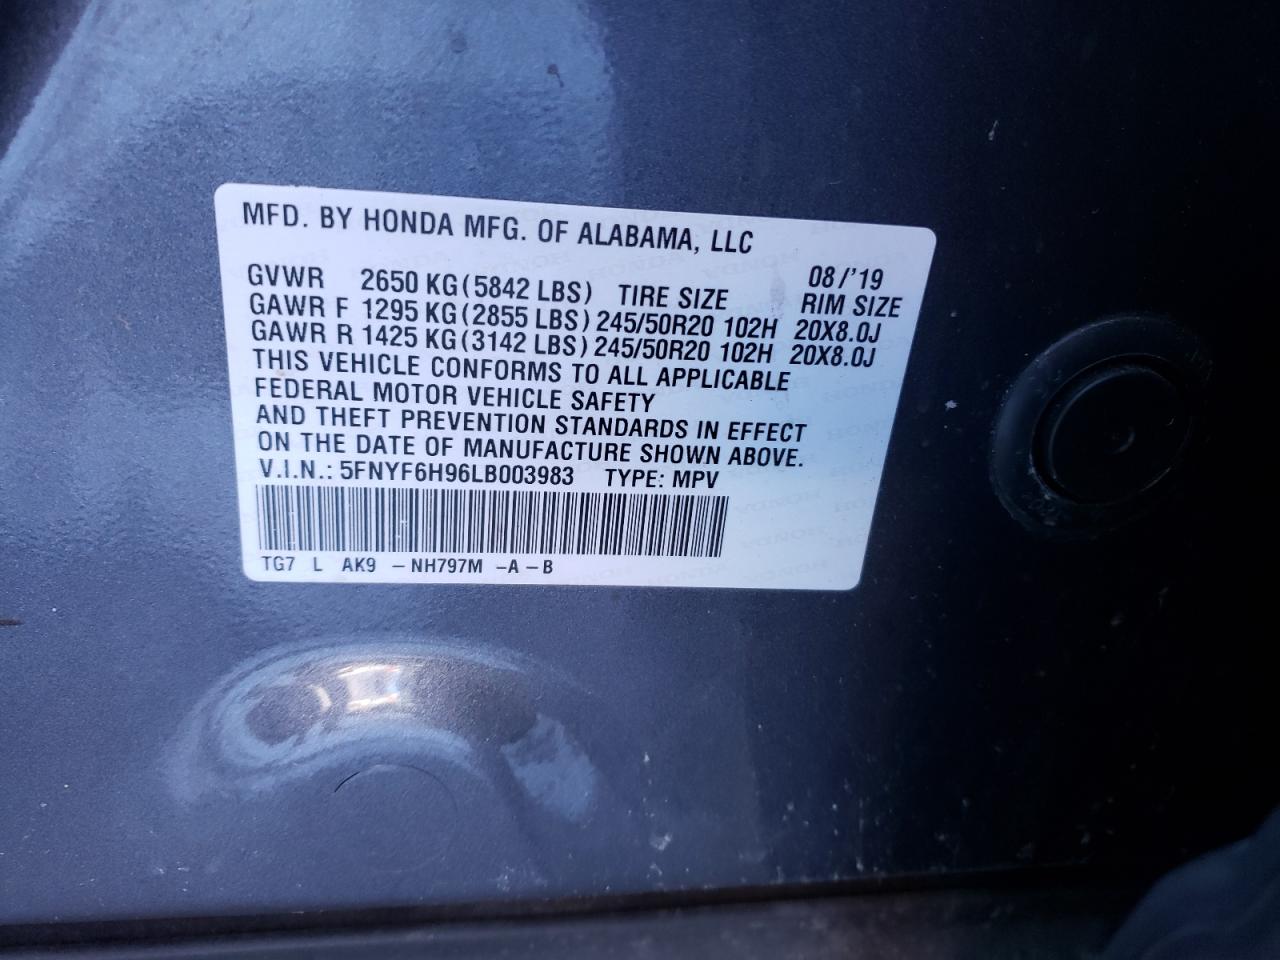 MFD. BY HONDA MFG. OF ALABAMA, LLC
08/'19
GVWR 2650 KG(5842 LBS) TIRE SIZE RIM SIZE
GAWR F 1295 KG(2855 LBS) 245/50R20 102H 20X8.0J
GAWR R 1425 KG(3142 LBS) 245/50R20 102H 20X8.0J
THIS VEHICLE CONFORMS TO ALL APPLICABLE
FEDERAL MOTOR VEHICLE SAFETY
AND THEFT PREVENTION STANDARDS IN EFFECT
ON THE DATE OF MANUFACTURE SHOWN ABOVE.
V.I.N.: 5FNYF6H96LB003983 TYPE: MPV
TG7 L AK9 -NH797M -A-B